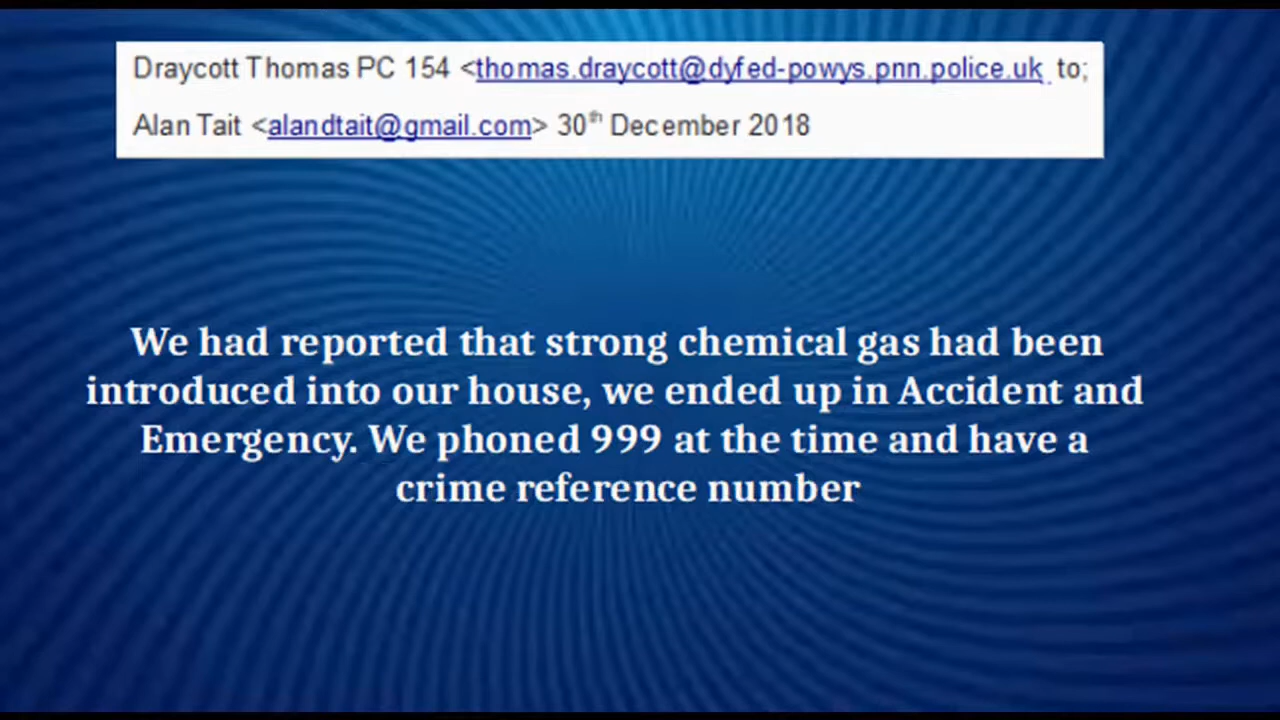 Draycott Thomas PC 154 <thomas.draycott@dyfed-powys.pnn.police.uk to;
Alan Tait <alandtait@gmail.com> 30th December 2018
We had reported that strong chemical gas had been
introduced into our house, we ended up in Accident and
Emergency. We phoned 999 at the time and have a
crime reference number